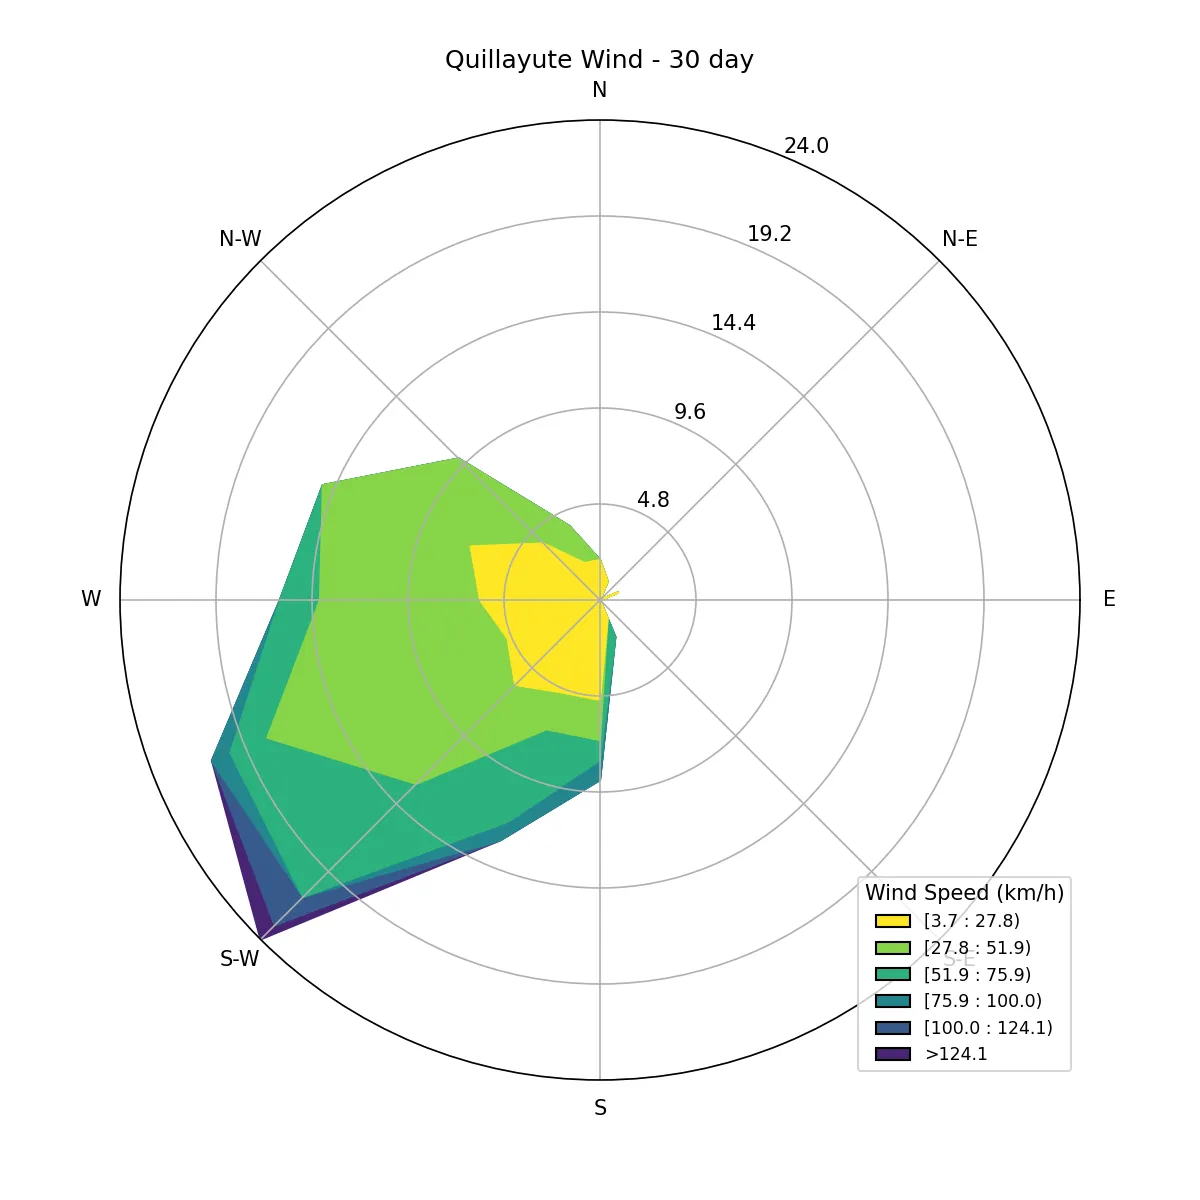 Quillayute Wind - 30 day
N
24.0
19.2
N-W
N-E
14.4
9.6
4.8
W
E
Wind Speed (km/h)
[3.7 : 27.8)
[27.8 : 51.9)
S-W
S-E
[51.9 : 75.9)
[75.9 : 100.0)
[100.0 : 124.1)
>124.1
S